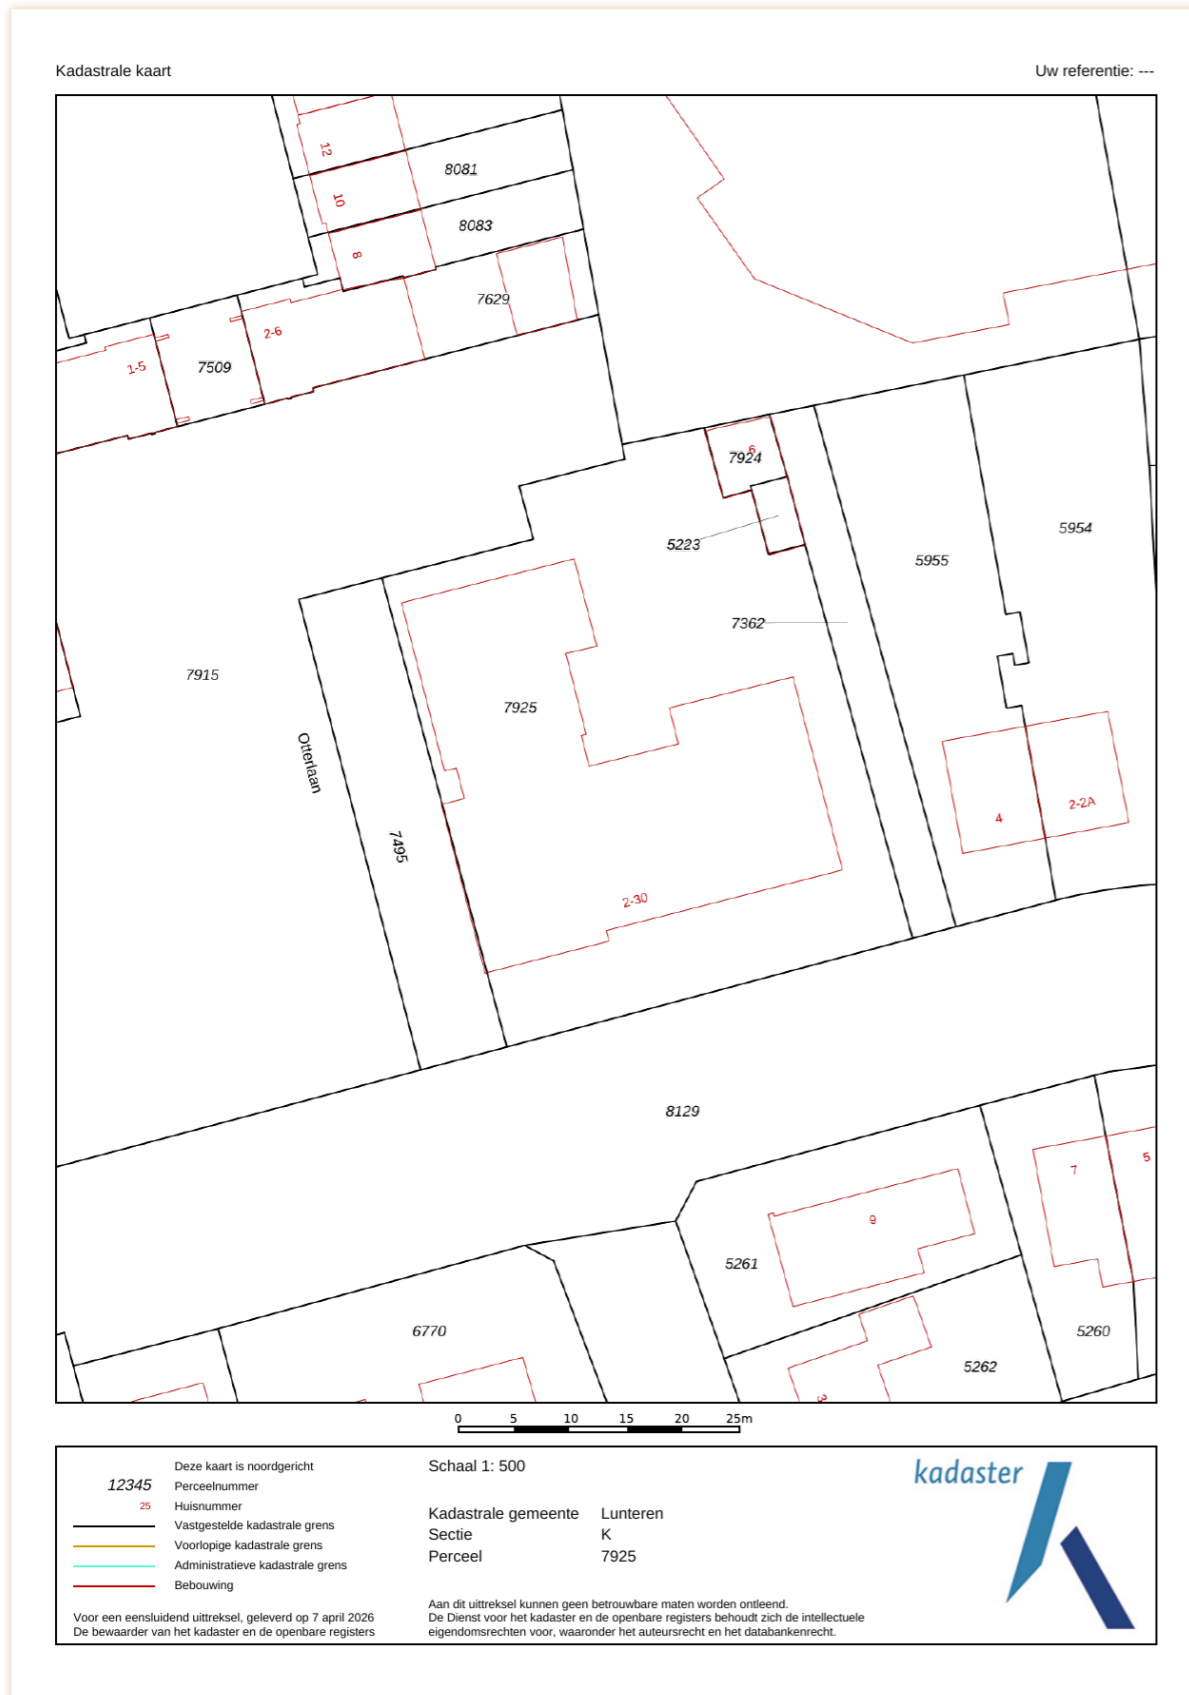 Kadastrale kaart
Uw referentie: ---
12
8081
10
8083
8
7629
2-6
1-5
7509
6
7924
5223
5954
5955
7362
7915
7925
Otterlaan
4
2-2A
7495
2-30
8129
7
5
9
5261
6770
5260
5262
3
0 5 10 15 20 25m
Deze kaart is noordgericht
12345 Perceelnummer
25 Huisnummer
Vastgestelde kadastrale grens
Voorlopige kadastrale grens
Administratieve kadastrale grens
Bebouwing
Voor een eensluidend uittreksel, geleverd op 7 april 2026
De bewaarder van het kadaster en de openbare registers
Schaal 1: 500
Kadastrale gemeente Lunteren
Sectie K
Perceel 7925
Aan dit uittreksel kunnen geen betrouwbare maten worden ontleend.
De Dienst voor het kadaster en de openbare registers behoudt zich de intellectuele
eigendomsrechten voor, waaronder het auteursrecht en het databankenrecht.
kadaster